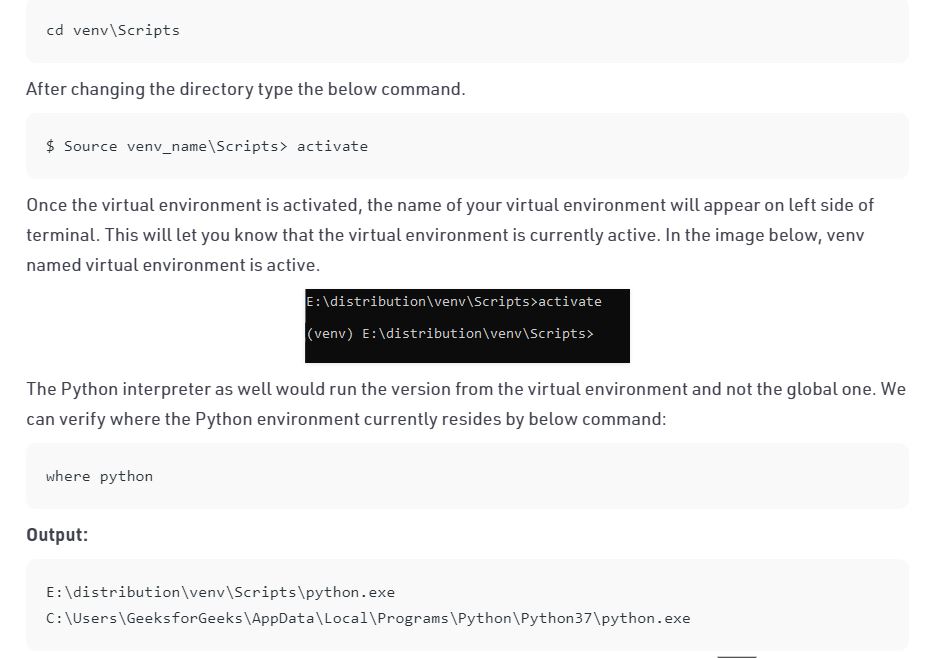 cd venv\Scripts
After changing the directory type the below command.
$ Source venv_name\Scripts> activate
Once the virtual environment is activated, the name of your virtual environment will appear on left side of
terminal. This will let you know that the virtual environment is currently active. In the image below, venv
named virtual environment is active.
E:\distribution\venv\Scripts>activate
(venv) E:\distribution\venv\Scripts>
The Python interpreter as well would run the version from the virtual environment and not the global one. We
can verify where the Python environment currently resides by below command:
where python
Output:
E:\distribution\venv\Scripts\python.exe
C:\Users\GeeksforGeeks\AppData\Local\Programs\Python\Python37\python.exe